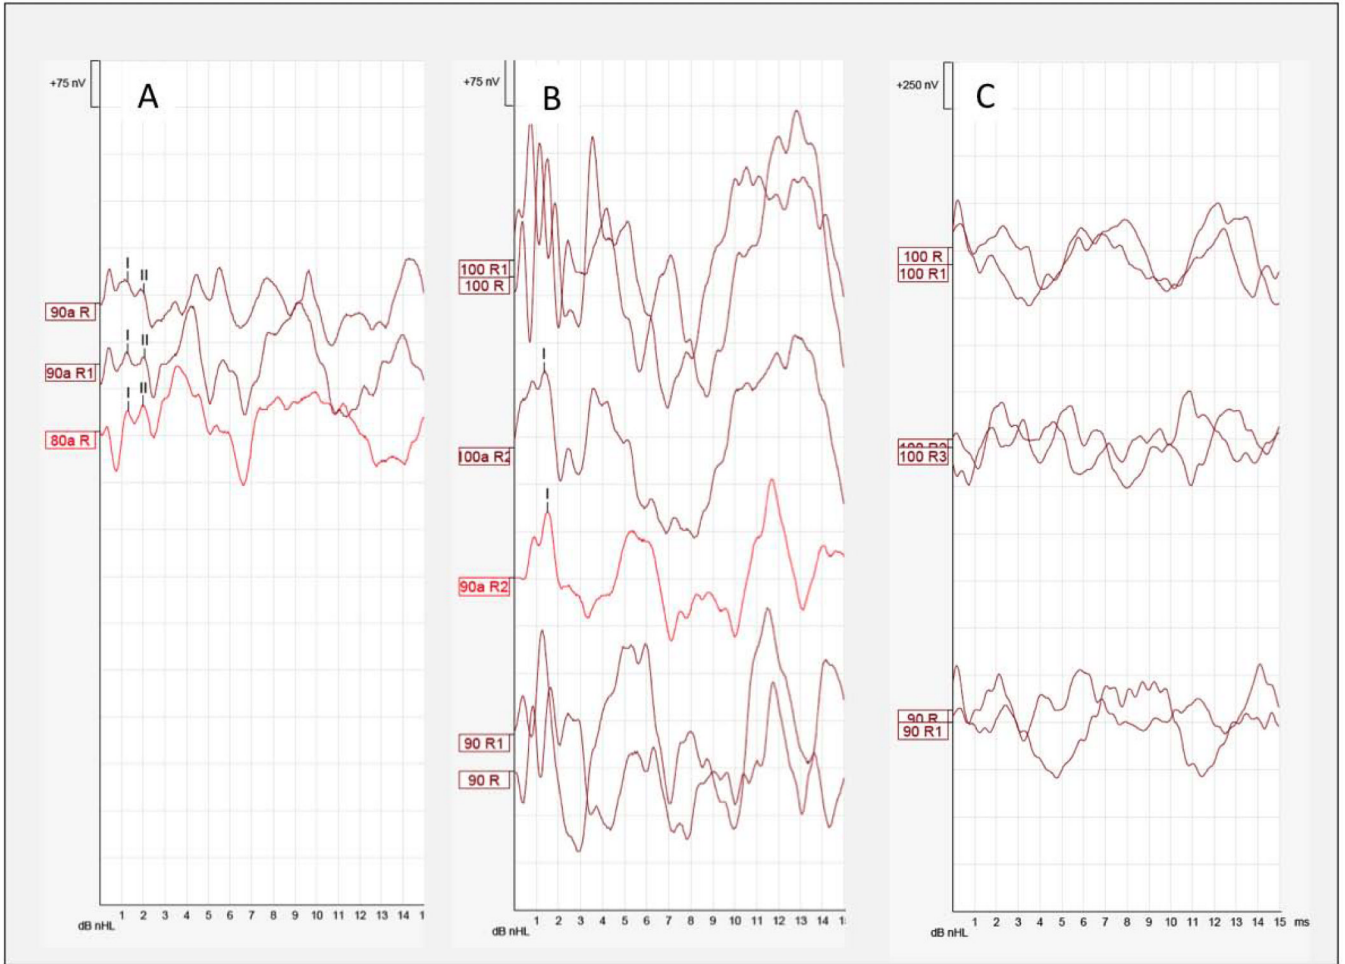 A
+75 nV
I II
90a R
I II
90a R1
I II
80a R
1 2 3 4 5 6 7 8 9 10 11 12 13 14
dB nHL
B
+75 nV
100 R1
100 R
I
100a R2
I
90a R2
90 R1
90 R
1 2 3 4 5 6 7 8 9 10 11 12 13 14
dB nHL
C
+250 nV
100 R
100 R1
100 R3
90 R
90 R1
1 2 3 4 5 6 7 8 9 10 11 12 13 14 15 ms
dB nHL